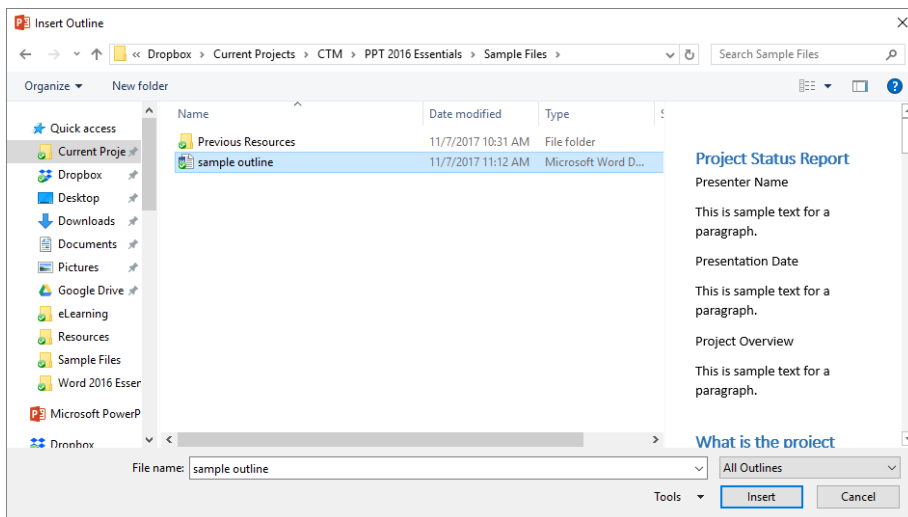 Insert Outline
« Dropbox › Current Projects › CTM › PPT 2016 Essentials › Sample Files ›
Search Sample Files
Organize
New folder
Name
Date modified
Type
Quick access
Current Proje
Dropbox
Desktop
Downloads
Documents
Pictures
Google Drive
eLearning
Resources
Sample Files
Word 2016 Essen
Microsoft PowerP
Dropbox
Previous Resources 11/7/2017 10:31 AM File folder
sample outline 11/7/2017 11:12 AM Microsoft Word D...
Project Status Report
Presenter Name
This is sample text for a
paragraph.
Presentation Date
This is sample text for a
paragraph.
Project Overview
This is sample text for a
paragraph.
What is the project
File name: sample outline
All Outlines
Tools
Insert
Cancel